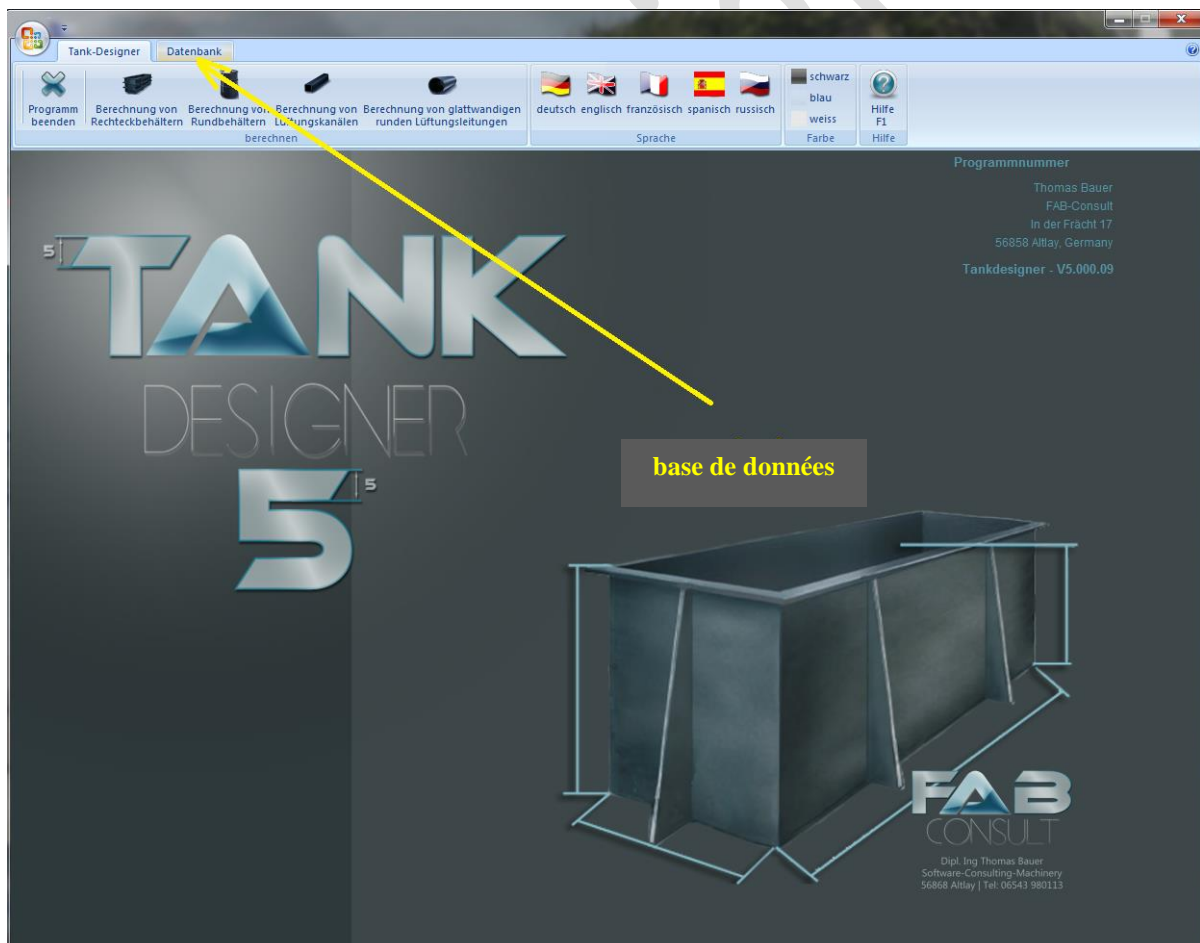 Tank-Designer Datenbank
Programm beenden
Berechnung von Rechteckbehältern
Berechnung von Rundbehältern
Berechnung von Lüftungskanälen
Berechnung von glattwandigen runden Lüftungsleitungen
berechnen
deutsch englisch französisch spanisch russisch
Sprache
schwarz
blau
weiss
Farbe
Hilfe
F1
Hilfe
Programmnummer
Thomas Bauer
FAB-Consult
In der Frächt 17
56858 Altlay, Germany
Tankdesigner - V5.000.09
5
TANK
DESIGNER
5
5
base de données
FAB
CONSULT
Dipl. Ing Thomas Bauer
Software-Consulting-Machinery
56868 Altlay | Tel: 06543 980113